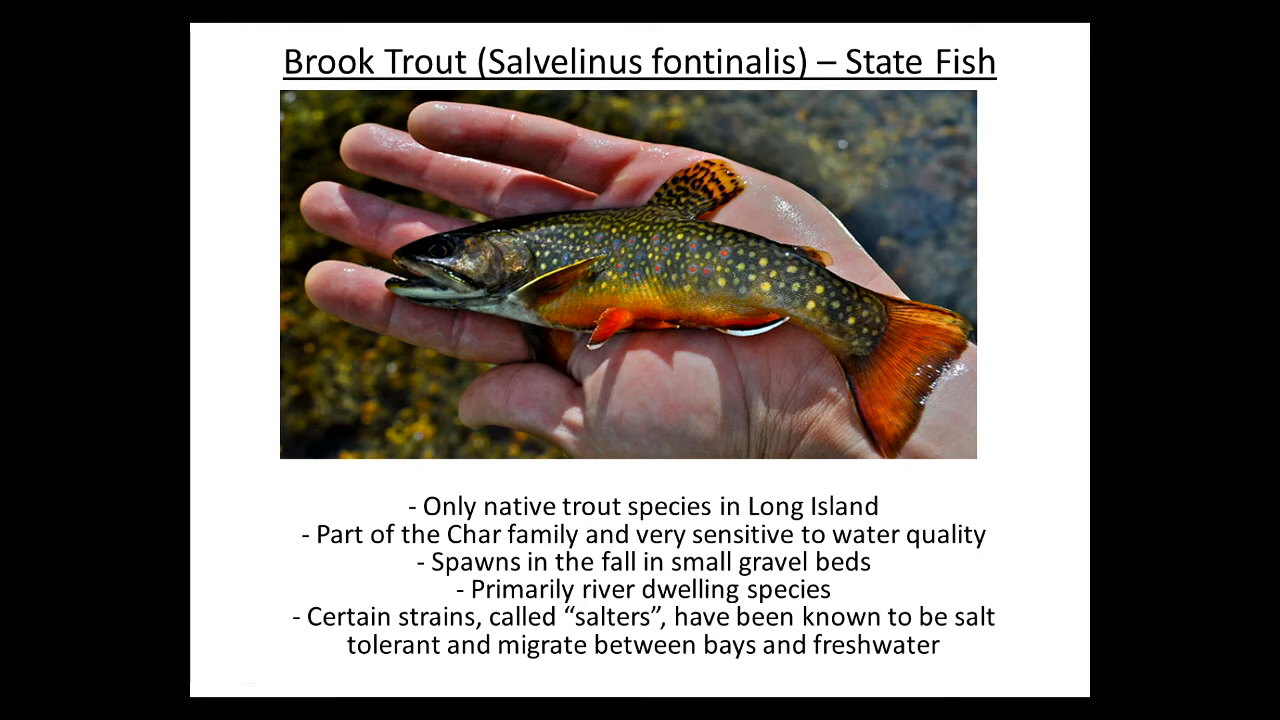 Brook Trout (Salvelinus fontinalis) – State Fish
- Only native trout species in Long Island
- Part of the Char family and very sensitive to water quality
- Spawns in the fall in small gravel beds
- Primarily river dwelling species
- Certain strains, called “salters”, have been known to be salt
tolerant and migrate between bays and freshwater